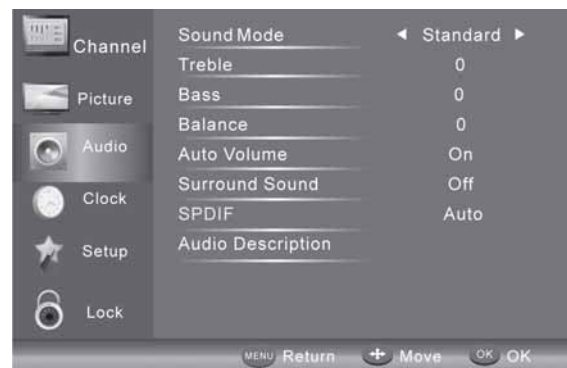 Channel
Picture
Audio
Clock
Setup
Lock
Sound Mode ◀ Standard ▶
Treble 0
Bass 0
Balance 0
Auto Volume On
Surround Sound Off
SPDIF Auto
Audio Description
MENU Return Move OK OK